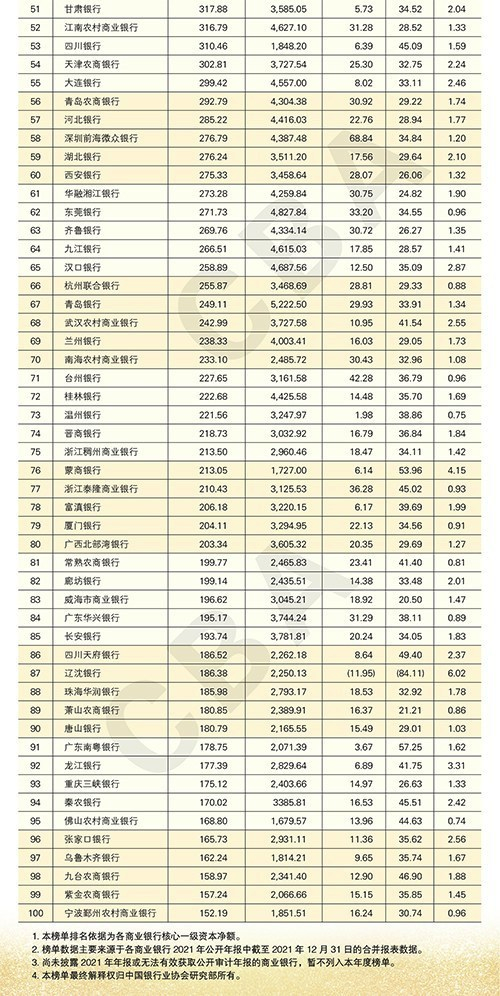 51 甘肃银行 317.88 3,585.05 5.73 34.52 2.04
52 江南农村商业银行 316.79 4,627.10 31.28 28.52 1.33
53 四川银行 310.46 1,848.20 6.39 45.09 1.59
54 天津农商银行 302.81 3,727.54 25.30 32.75 2.24
55 大连银行 299.42 4,557.00 8.02 33.11 2.46
56 青岛农商银行 292.79 4,304.38 30.92 29.22 1.74
57 河北银行 285.22 4,416.03 22.76 28.94 1.77
58 深圳前海微众银行 276.79 4,387.48 68.84 34.84 1.20
59 湖北银行 276.24 3,511.20 17.56 29.64 2.10
60 西安银行 275.33 3,458.64 28.07 26.06 1.32
61 华融湘江银行 273.28 4,259.84 30.75 24.82 1.90
62 东莞银行 271.73 4,827.84 33.20 34.55 0.96
63 齐鲁银行 269.76 4,334.14 30.72 26.27 1.35
64 九江银行 266.51 4,615.03 17.85 28.57 1.41
65 汉口银行 258.89 4,687.56 12.50 35.09 2.87
66 杭州联合银行 255.87 3,468.69 28.81 29.33 0.88
67 青岛银行 249.11 5,222.50 29.93 33.91 1.34
68 武汉农村商业银行 242.99 3,727.58 10.95 41.54 2.55
69 兰州银行 238.33 4,003.41 16.03 29.05 1.73
70 南海农村商业银行 233.10 2,485.72 30.43 32.96 1.08
71 台州银行 227.65 3,161.58 42.28 36.79 0.96
72 桂林银行 222.68 4,425.58 14.48 35.70 1.69
73 温州银行 221.56 3,247.97 1.98 38.86 0.75
74 晋商银行 218.73 3,032.92 16.79 36.84 1.84
75 浙江稠州商业银行 213.50 2,960.46 18.47 34.11 1.42
76 蒙商银行 213.05 1,727.00 6.14 53.96 4.15
77 浙江泰隆商业银行 210.43 3,125.53 36.28 45.02 0.93
78 富滇银行 206.18 3,220.15 6.17 39.69 1.99
79 厦门银行 204.11 3,294.95 22.13 34.56 0.91
80 广西北部湾银行 203.34 3,605.32 20.35 29.69 1.27
81 常熟农商银行 199.77 2,465.83 23.41 41.40 0.81
82 廊坊银行 199.14 2,435.51 14.38 33.48 2.01
83 威海市商业银行 196.62 3,045.21 18.92 20.50 1.47
84 广东华兴银行 195.17 3,744.24 31.29 38.11 0.89
85 长安银行 193.74 3,781.81 20.24 34.05 1.83
86 四川天府银行 186.52 2,262.18 8.64 49.40 2.37
87 辽沈银行 186.38 2,250.13 (11.95) (84.11) 6.02
88 珠海华润银行 185.98 2,793.17 18.53 32.92 1.78
89 萧山农商银行 180.85 2,389.91 16.37 21.21 0.86
90 唐山银行 180.79 2,165.55 15.49 29.01 1.03
91 广东南粤银行 178.75 2,071.39 3.67 57.25 1.62
92 龙江银行 177.39 2,829.64 6.89 41.75 3.31
93 重庆三峡银行 175.12 2,403.66 14.97 26.63 1.33
94 秦农银行 170.02 3385.81 16.53 45.51 2.42
95 佛山农村商业银行 168.80 1,679.57 13.96 44.63 0.74
96 张家口银行 165.73 2,931.11 11.36 35.62 2.56
97 乌鲁木齐银行 162.24 1,814.21 9.65 35.74 1.67
98 九台农商银行 158.97 2,341.40 12.90 46.90 1.88
99 紫金农商银行 157.24 2,066.66 15.15 35.85 1.45
100 宁波鄞州农村商业银行 152.19 1,851.51 16.24 30.74 0.96
1. 本榜单排名依据为各商业银行核心一级资本净额。
2. 榜单数据主要来源于各商业银行 2021 年公开年报中截至 2021 年 12 月 31 日的合并报表数据。
3. 尚未披露 2021 年年报或无法有效获取公开审计年报的商业银行，暂不列入本年度榜单。
4. 本榜单最终解释权归中国银行业协会研究部所有。
CBA
CBA